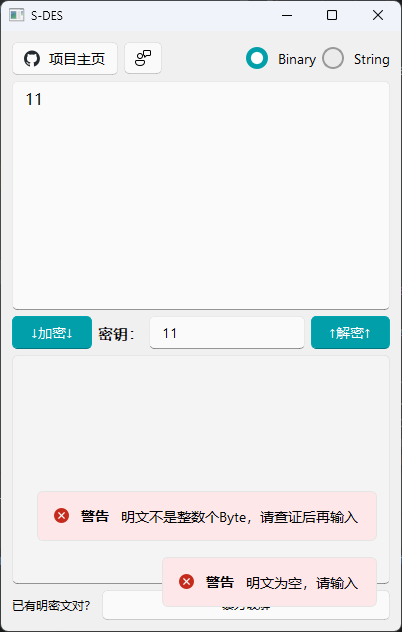 S-DES
项目主页
Binary
String
11
↓加密↓
密钥：
11
↑解密↑
警告 明文不是整数个Byte，请查证后再输入
警告 明文为空，请输入
已有明密文对?